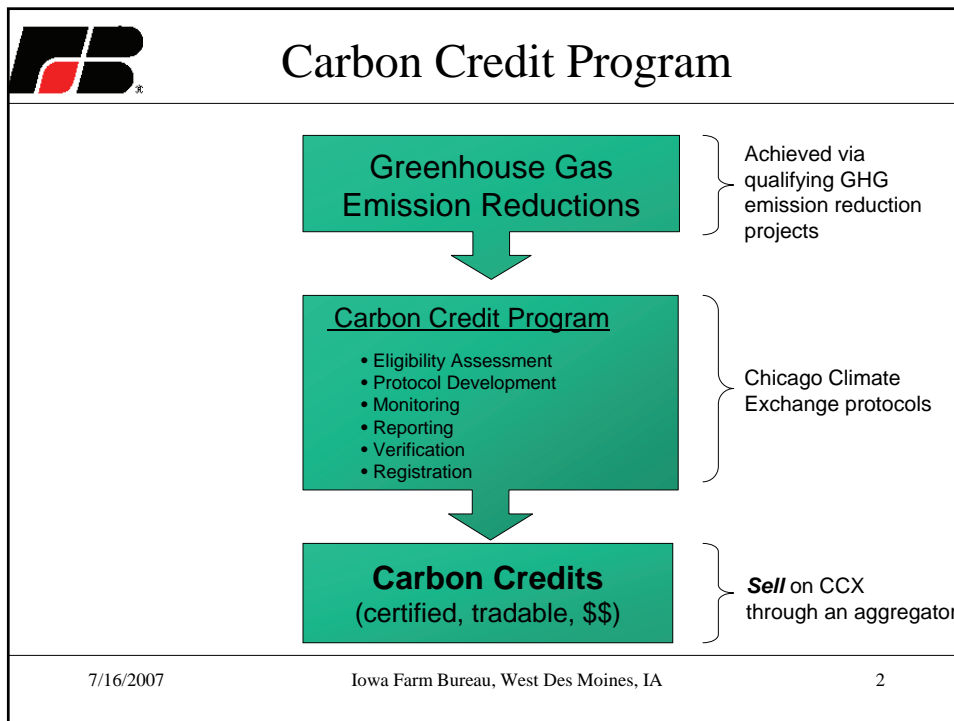 Carbon Credit Program
Greenhouse Gas
Emission Reductions
Achieved via
qualifying GHG
emission reduction
projects
Carbon Credit Program
• Eligibility Assessment
• Protocol Development
• Monitoring
• Reporting
• Verification
• Registration
Chicago Climate
Exchange protocols
Carbon Credits
(certified, tradable, $$)
Sell on CCX
through an aggregator
7/16/2007
Iowa Farm Bureau, West Des Moines, IA
2